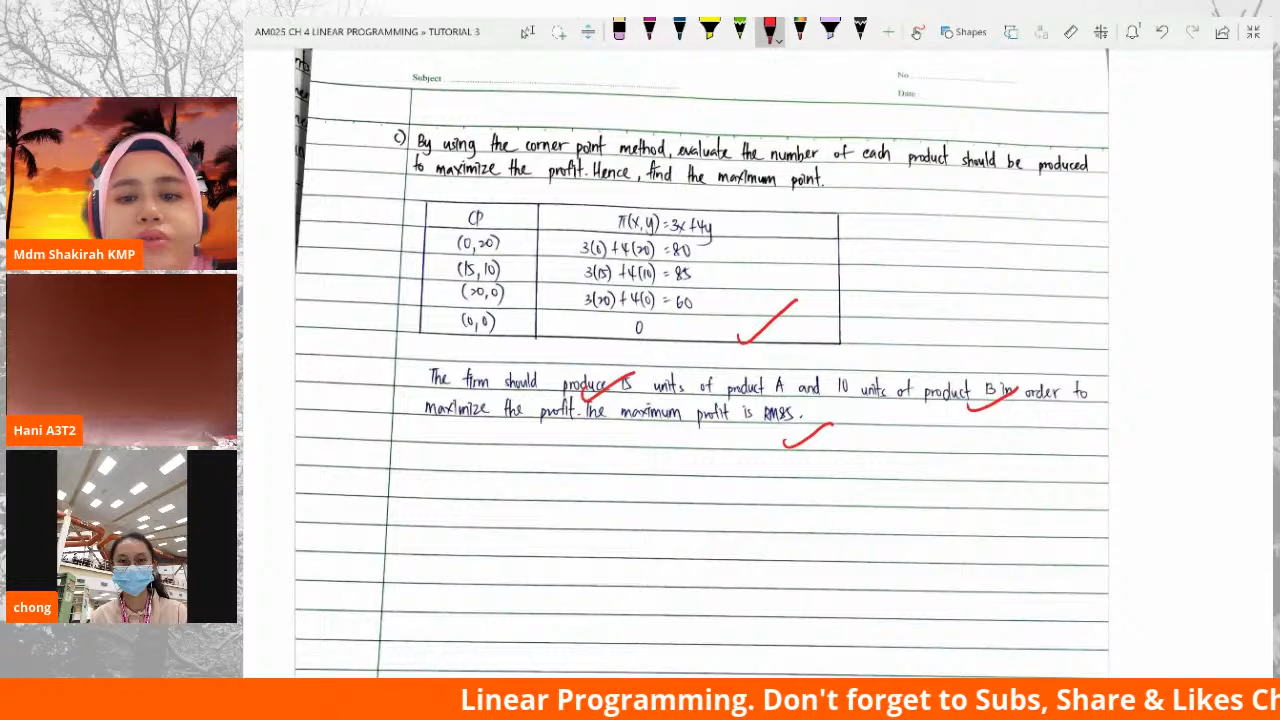 AM025 CH 4 LINEAR PROGRAMMING » TUTORIAL 3
Shapes
Subject
No
Date
c) By using the corner point method, evaluate the number of each product should be produced
to maximize the profit. Hence, find the maximum point.
CP
π(x, y) = 3x + 4y
(0, 20)
3(0) + 4(20) = 80
(15, 10)
3(15) + 4(10) = 85
(20, 0)
3(20) + 4(0) = 60
(0, 0)
0
The firm should produce 15 units of product A and 10 units of product B in order to
maximize the profit. The maximum profit is RM85.
Mdm Shakirah KMP
Hani A3T2
chong
Linear Programming. Don't forget to Subs, Share & Likes Ch